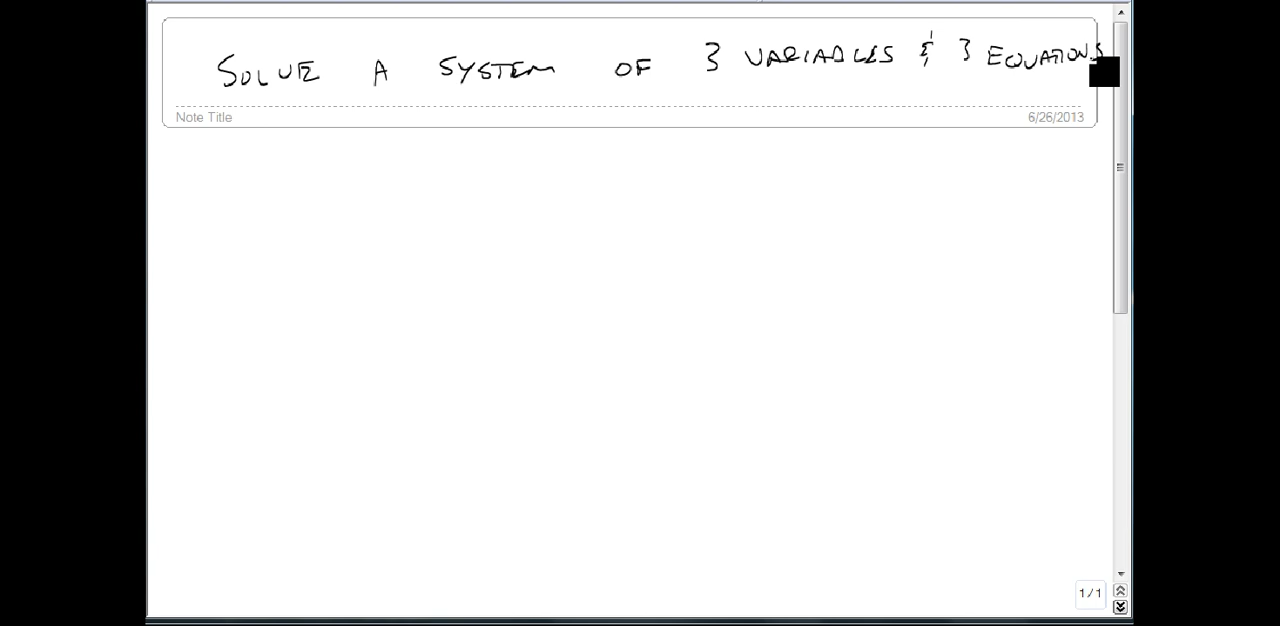 SOLVE A SYSTEM OF 3 VARIABLES & 3 EQUATIONS
Note Title
6/26/2013
1/1